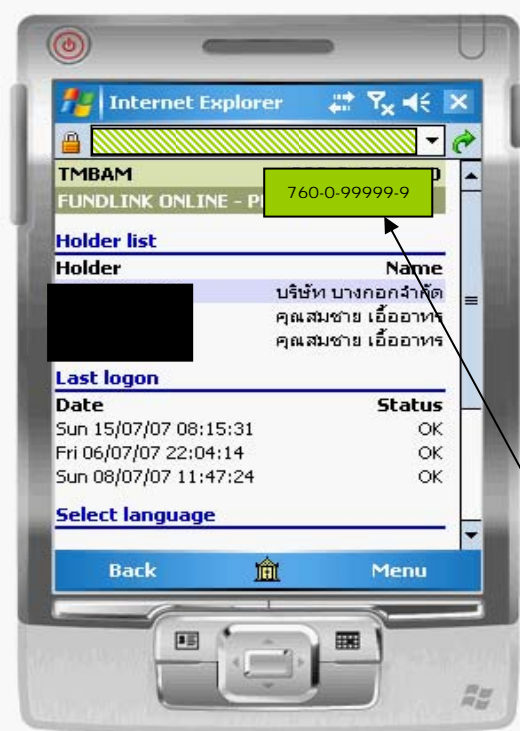 Internet Explorer
TMBAM
FUNDLINK ONLINE - P
760-0-99999-9
Holder list
Holder Name
บริษัท บางกอกจำกัด
คุณสมชาย เอื้ออาทร
คุณสมชาย เอื้ออาทร
Last logon
Date Status
Sun 15/07/07 08:15:31 OK
Fri 06/07/07 22:04:14 OK
Sun 08/07/07 11:47:24 OK
Select language
Back Menu